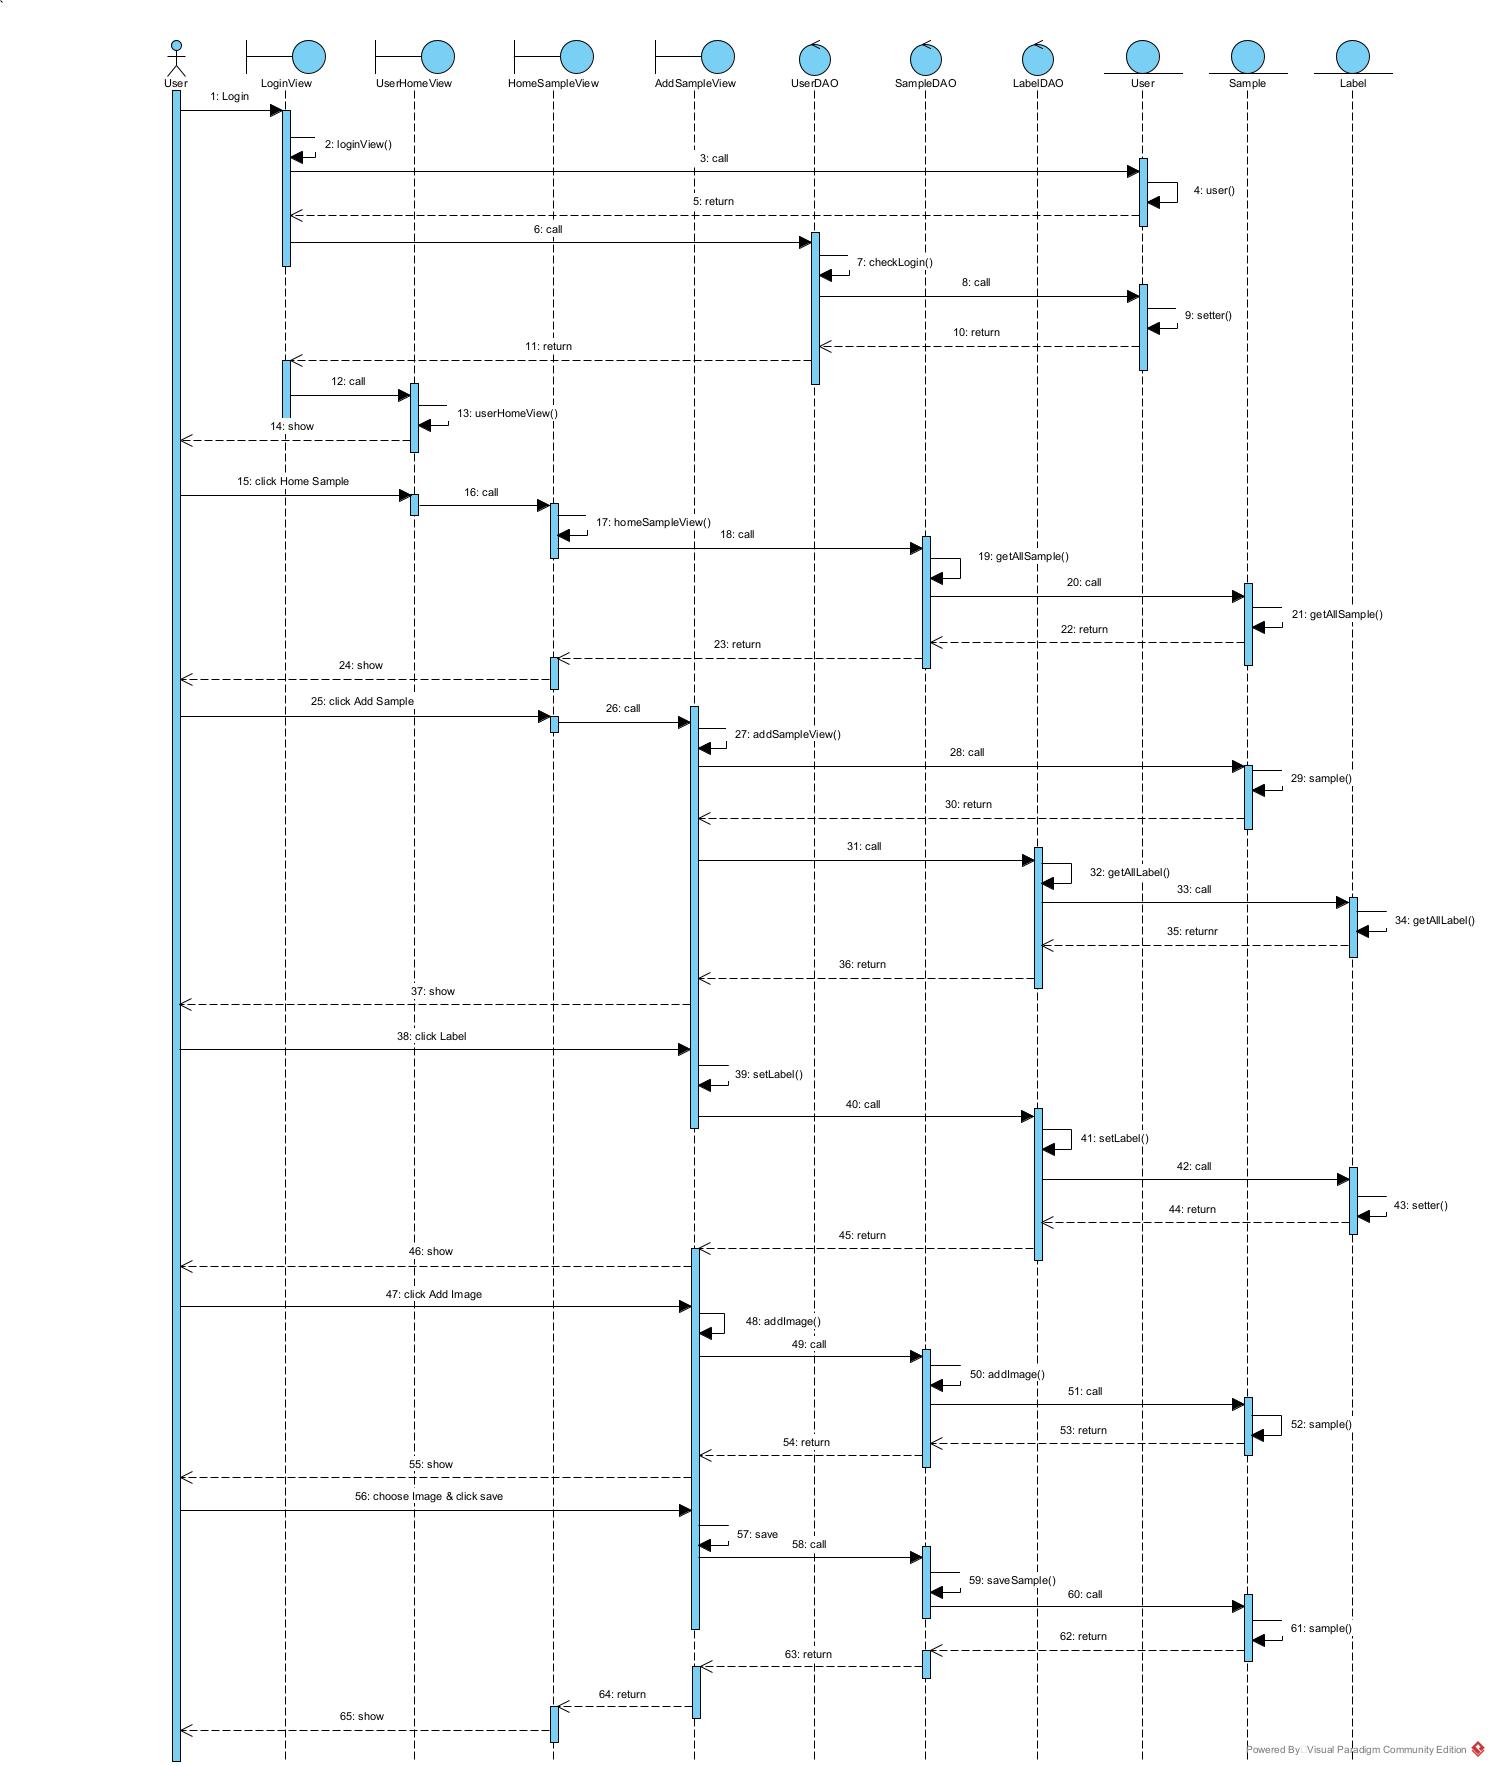 User
LoginView
UserHomeView
HomeSampleView
AddSampleView
UserDAO
SampleDAO
LabelDAO
User
Sample
Label
1: Login
2: loginView()
3: call
4: user()
5: return
6: call
7: checkLogin()
8: call
9: setter()
10: return
11: return
12: call
13: userHomeView()
14: show
15: click Home Sample
16: call
17: homeSampleView()
18: call
19: getAllSample()
20: call
21: getAllSample()
22: return
23: return
24: show
25: click Add Sample
26: call
27: addSampleView()
28: call
29: sample()
30: return
31: call
32: getAllLabel()
33: call
34: getAllLabel()
35: returnr
36: return
37: show
38: click Label
39: setLabel()
40: call
41: setLabel()
42: call
43: setter()
44: return
45: return
46: show
47: click Add Image
48: addImage()
49: call
50: addImage()
51: call
52: sample()
53: return
54: return
55: show
56: choose Image & click save
57: save
58: call
59: saveSample()
60: call
61: sample()
62: return
63: return
64: return
65: show
Powered By Visual Paradigm Community Edition